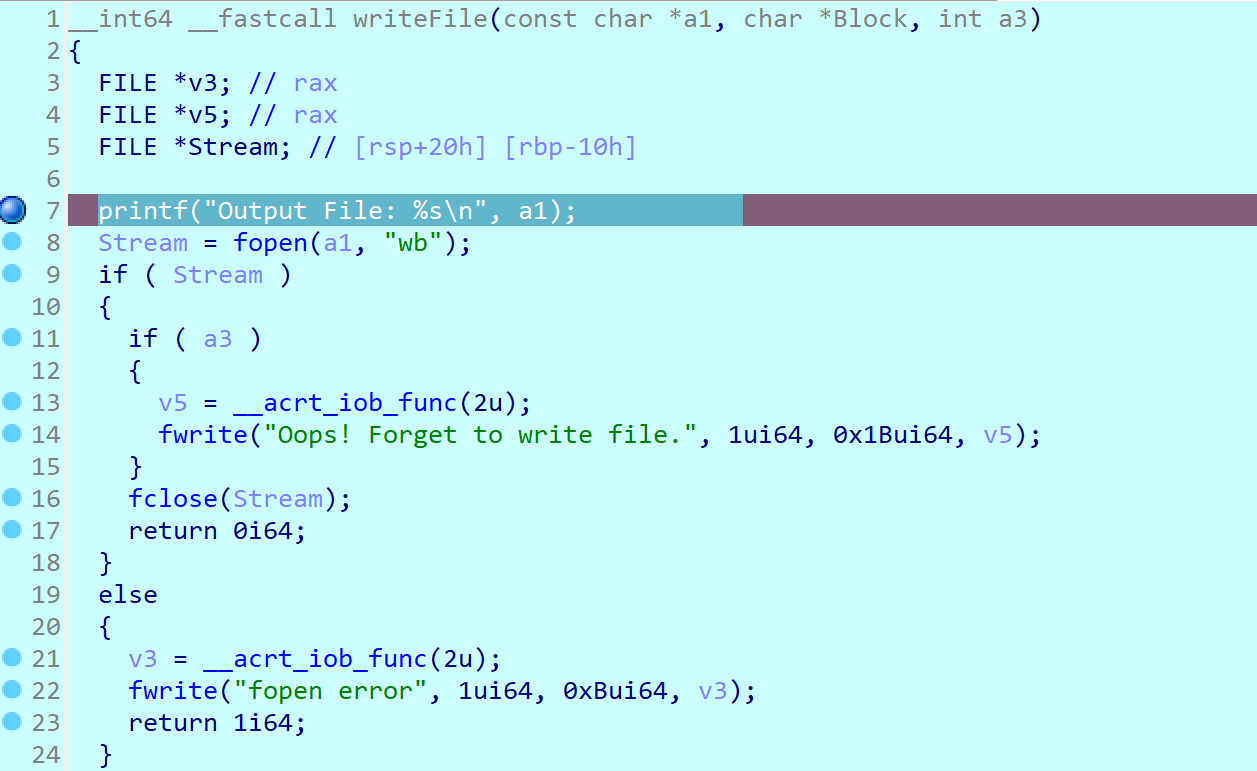 1 __int64 __fastcall writeFile(const char *a1, char *Block, int a3)
2 {
3   FILE *v3; // rax
4   FILE *v5; // rax
5   FILE *Stream; // [rsp+20h] [rbp-10h]
6
7   printf("Output File: %s\n", a1);
8   Stream = fopen(a1, "wb");
9   if ( Stream )
10   {
11     if ( a3 )
12     {
13       v5 = __acrt_iob_func(2u);
14       fwrite("Oops! Forget to write file.", 1ui64, 0x1Bui64, v5);
15     }
16     fclose(Stream);
17     return 0i64;
18   }
19   else
20   {
21     v3 = __acrt_iob_func(2u);
22     fwrite("fopen error", 1ui64, 0xBui64, v3);
23     return 1i64;
24   }